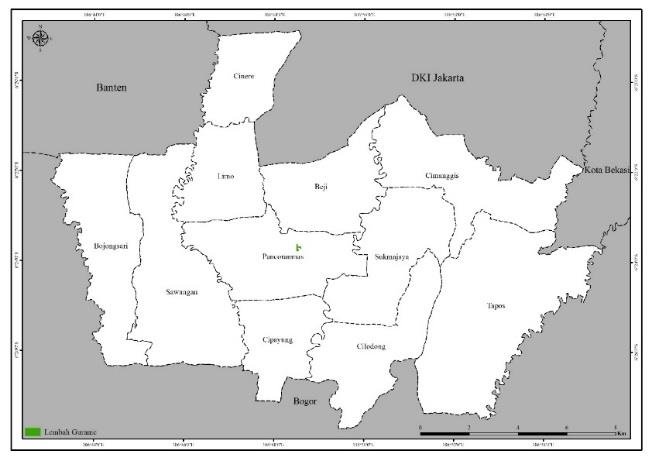 N
Cinere
DKI Jakarta
Banten
Kota Bekasi
Limo
Beji
Cimanggis
Bojongsari
Pancoranmas
Sukmajaya
Sawangan
Tapos
Cipayung
Cilodong
Bogor
Lembah Gurame
0 2 4 6 8
Km